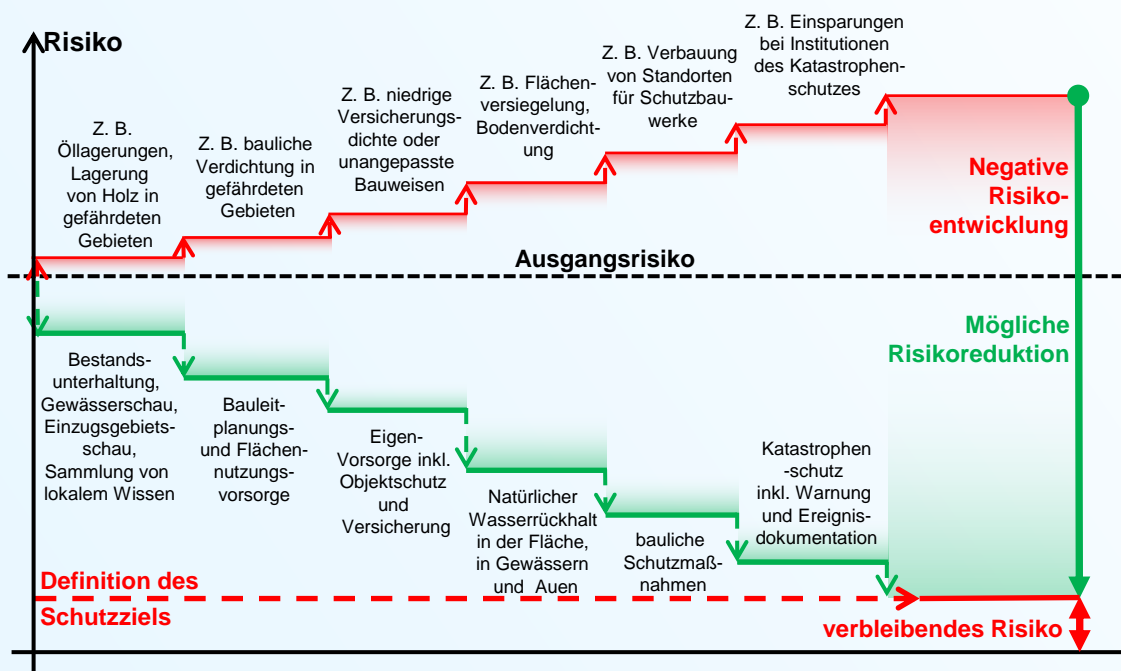 Risiko
Z. B.
Öllagerungen,
Lagerung
von Holz in
gefährdeten
Gebieten
Z. B. bauliche
Verdichtung in
gefährdeten
Gebieten
Z. B. niedrige
Versicherungs-
dichte oder
unangepasste
Bauweisen
Z. B. Flächen-
versiegelung,
Bodenverdicht-
ung
Z. B. Verbauung
von Standorten
für Schutzbau-
werke
Z. B. Einsparungen
bei Institutionen
des Katastrophen-
schutzes
Negative
Risiko-
entwicklung
Ausgangsrisiko
Mögliche
Risikoreduktion
Bestands-
unterhaltung,
Gewässerschau,
Einzugsgebiets-
schau,
Sammlung von
lokalem Wissen
Bauleit-
planungs-
und Flächen-
nutzungs-
vorsorge
Eigen-
Vorsorge inkl.
Objektschutz
und
Versicherung
Natürlicher
Wasserrückhalt
in der Fläche,
in Gewässern
und Auen
bauliche
Schutzmaß-
nahmen
Katastrophen
-schutz
inkl. Warnung
und Ereignis-
dokumentation
Definition des
Schutzziels
verbleibendes Risiko